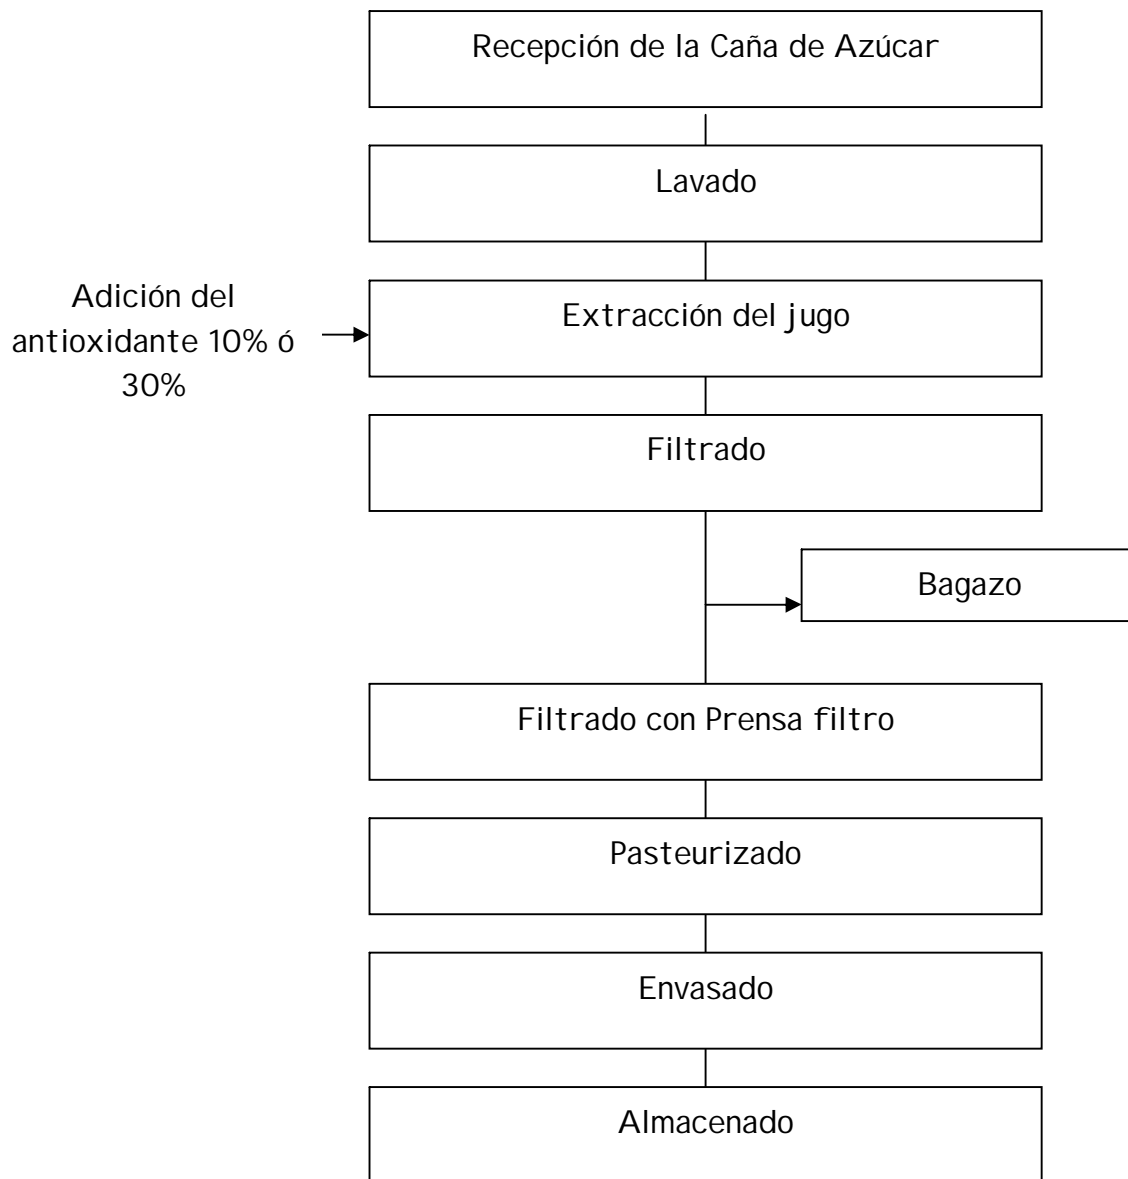 Recepción de la Caña de Azúcar
Lavado
Adición del
antioxidante 10% ó
30%
Extracción del jugo
Filtrado
Bagazo
Filtrado con Prensa filtro
Pasteurizado
Envasado
Almacenado